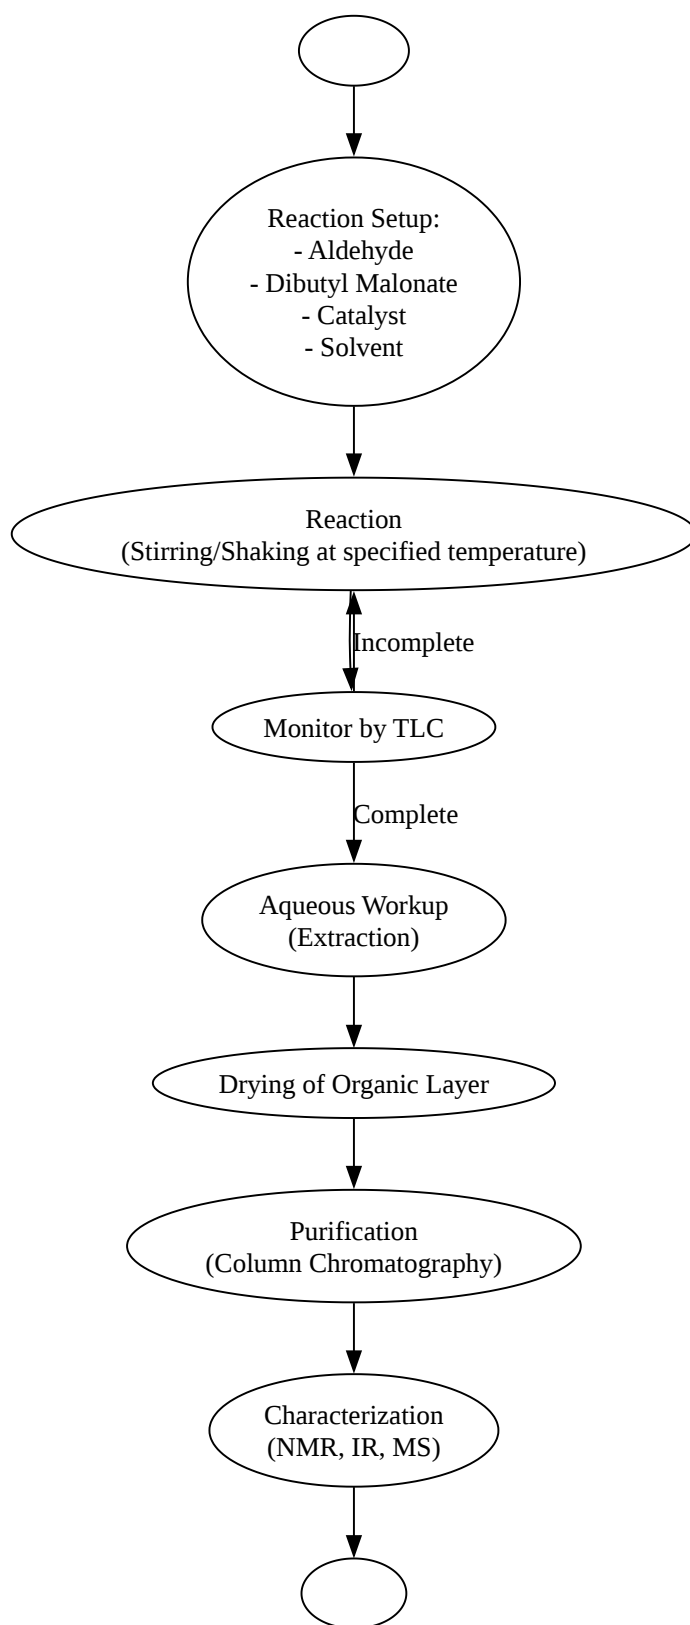 Reaction Setup:
- Aldehyde
- Dibutyl Malonate
- Catalyst
- Solvent
Reaction
(Stirring/Shaking at specified temperature)
Incomplete
Monitor by TLC
Complete
Aqueous Workup
(Extraction)
Drying of Organic Layer
Purification
(Column Chromatography)
Characterization
(NMR, IR, MS)